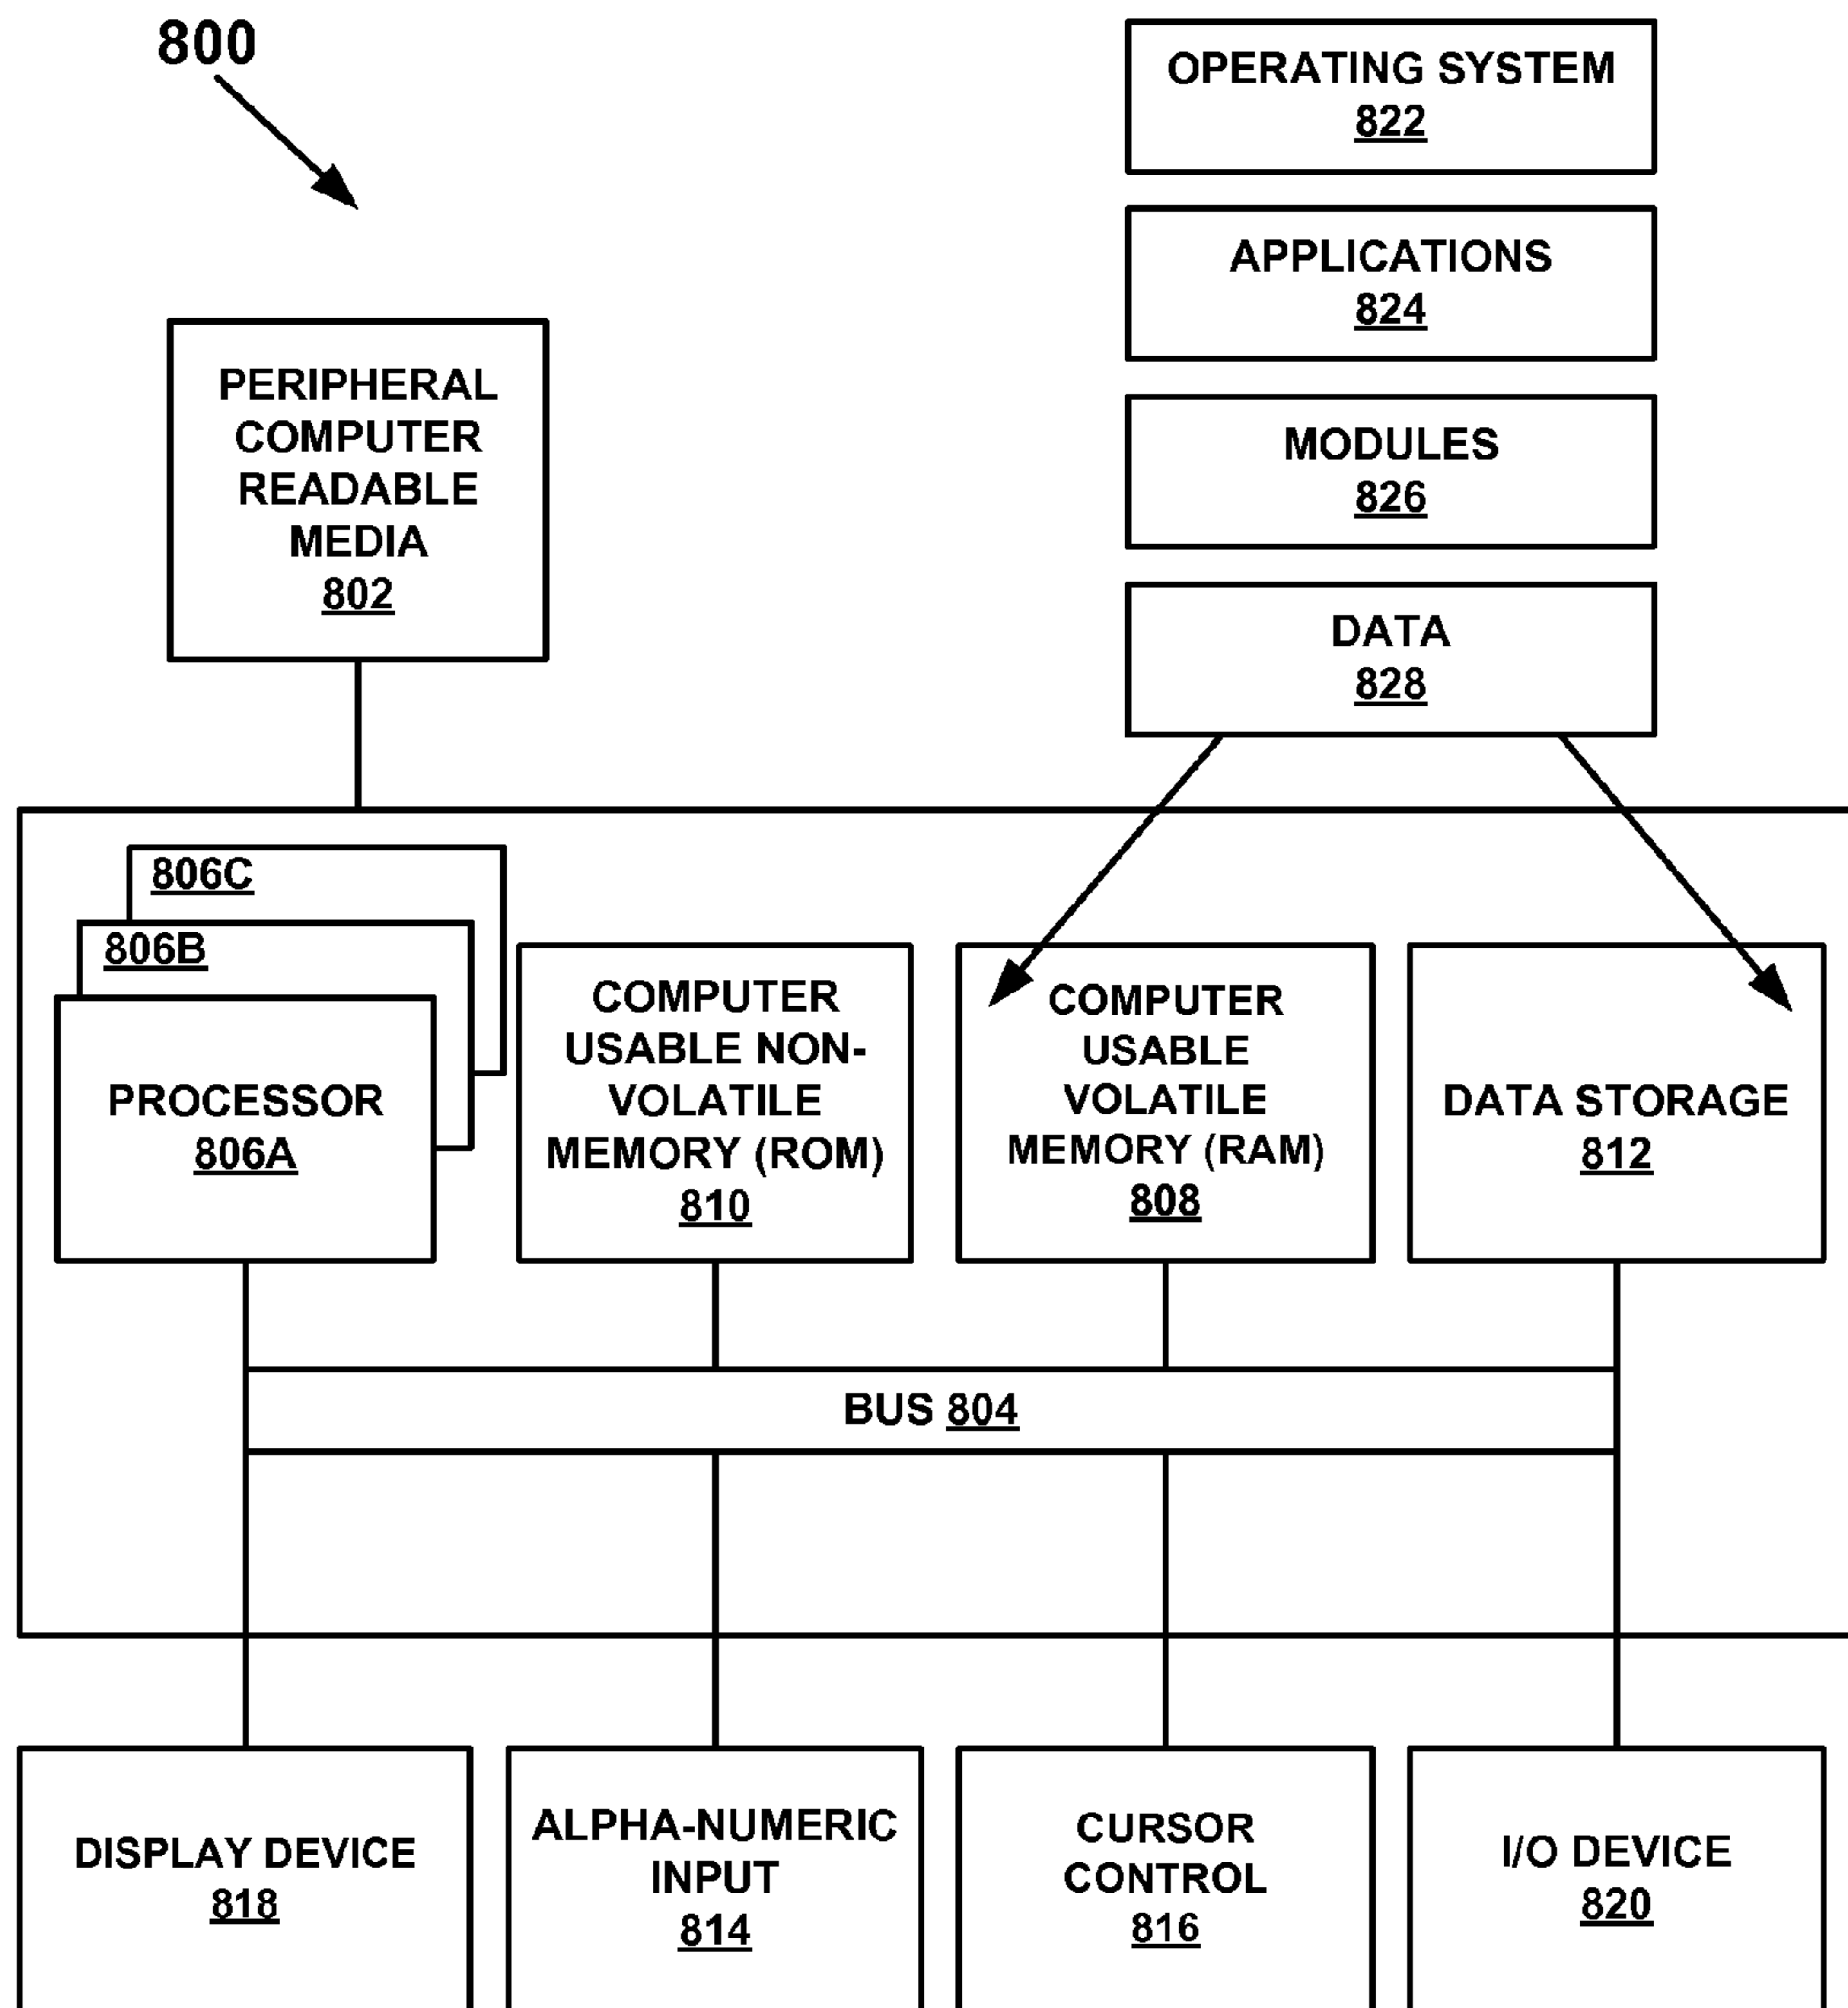 800
OPERATING SYSTEM
822
APPLICATIONS
824
MODULES
826
DATA
828
PERIPHERAL
COMPUTER
READABLE
MEDIA
802
806C
806B
PROCESSOR
806A
COMPUTER
USABLE NON-
VOLATILE
MEMORY (ROM)
810
COMPUTER
USABLE
VOLATILE
MEMORY (RAM)
808
DATA STORAGE
812
BUS 804
DISPLAY DEVICE
818
ALPHA-NUMERIC
INPUT
814
CURSOR
CONTROL
816
I/O DEVICE
820